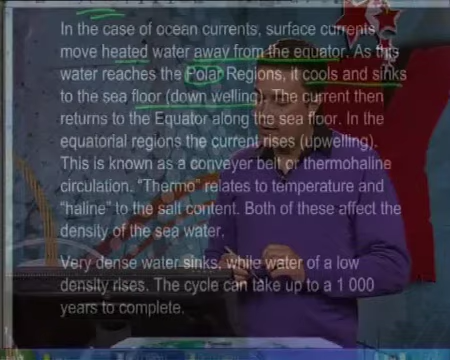 In the case of ocean currents, surface currents
move heated water away from the equator. As this
water reaches the Polar Regions, it cools and sinks
to the sea floor (down welling). The current then
returns to the Equator along the sea floor. In the
equatorial regions the current rises (upwelling).
This is known as a conveyer belt or thermohaline
circulation. "Thermo" relates to temperature and
"haline" to the salt content. Both of these affect the
density of the sea water.
Very dense water sinks, while water of a low
density rises. The cycle can take up to a 1 000
years to complete.